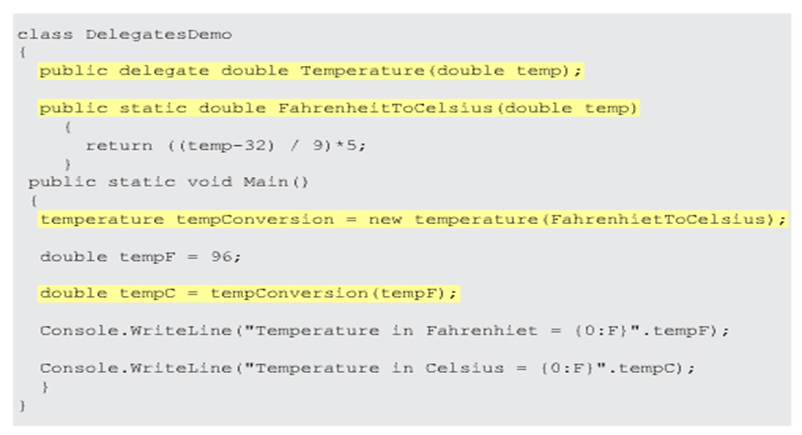 class DelegatesDemo
{
public delegate double Temperature(double temp);
public static double FahrenheitToCelsius(double temp)
{
return ((temp-32) / 9)*5;
}
public static void Main()
{
temperature tempConversion = new temperature(FahrenhietToCelsius);
double tempF = 96;
double tempC = tempConversion(tempF);
Console.WriteLine("Temperature in Fahrenhiet = {0:F}".tempF);
Console.WriteLine("Temperature in Celsius = {0:F}".tempC);
}
}